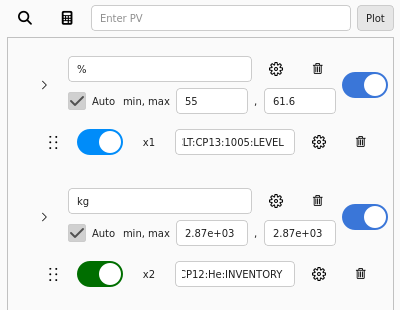 Enter PV Plot
%
Auto min, max 55 , 61.6
x1 LT:CP13:1005:LEVEL
kg
Auto min, max 2.87e+03 , 2.87e+03
x2 CP12:He:INVENTORY